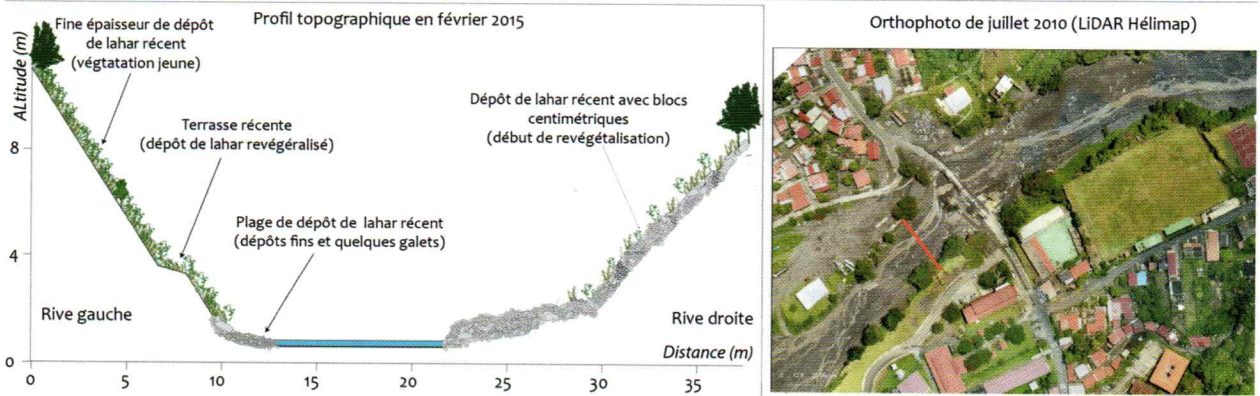 Profil topographique en février 2015
Altitude (m)
Fine épaisseur de dépôt
de lahar récent
(végtatation jeune)
Terrasse récente
(dépôt de lahar revégéralisé)
Plage de dépôt de lahar récent
(dépôts fins et quelques galets)
Dépôt de lahar récent avec blocs
centimétriques
(début de revégétalisation)
Rive gauche
Rive droite
Distance (m)
8
4
0
0 5 10 15 20 25 30 35
Orthophoto de juillet 2010 (LiDAR Hélimap)